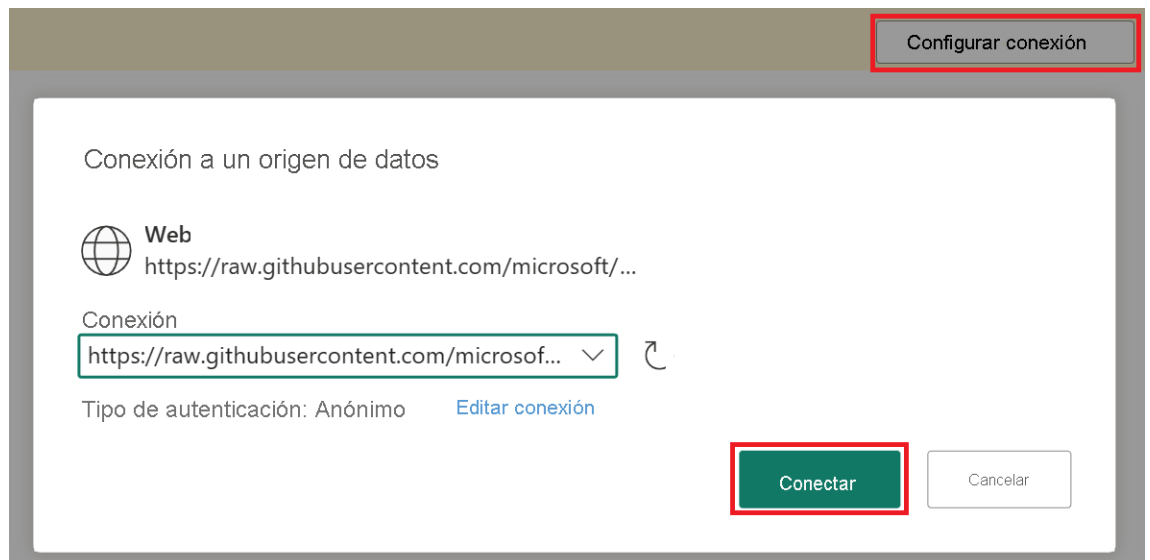 Configurar conexión
Conexión a un origen de datos
Web
https://raw.githubusercontent.com/microsoft/...
Conexión
https://raw.githubusercontent.com/microsof...
Tipo de autenticación: Anónimo Editar conexión
Conectar Cancelar